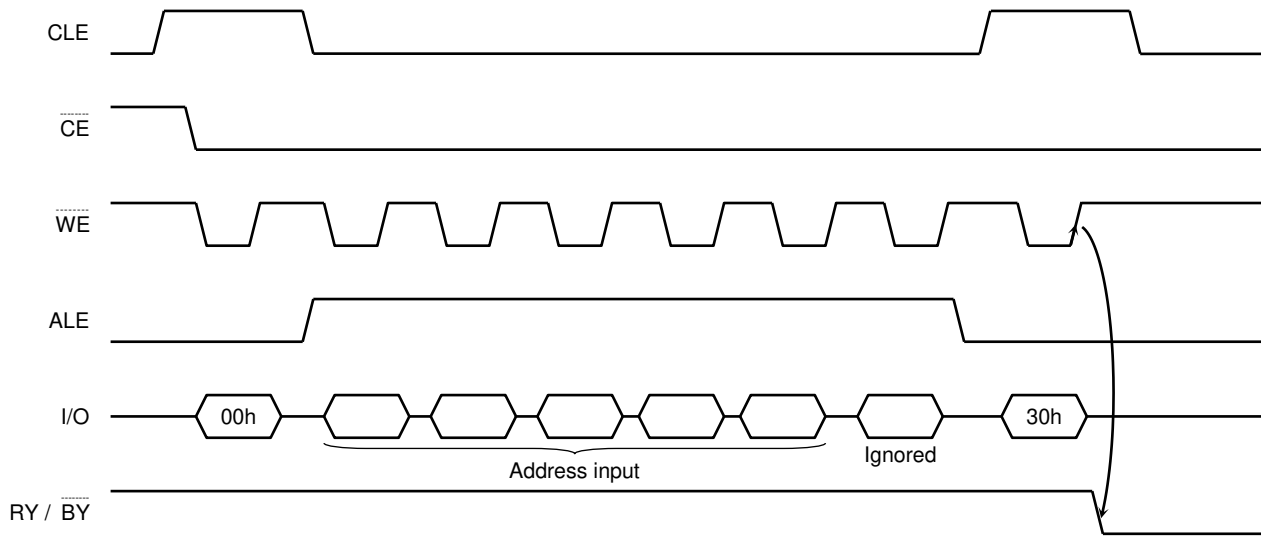 CLE
CE
WE
ALE
I/O
00h
30h
Address input
Ignored
RY / BY